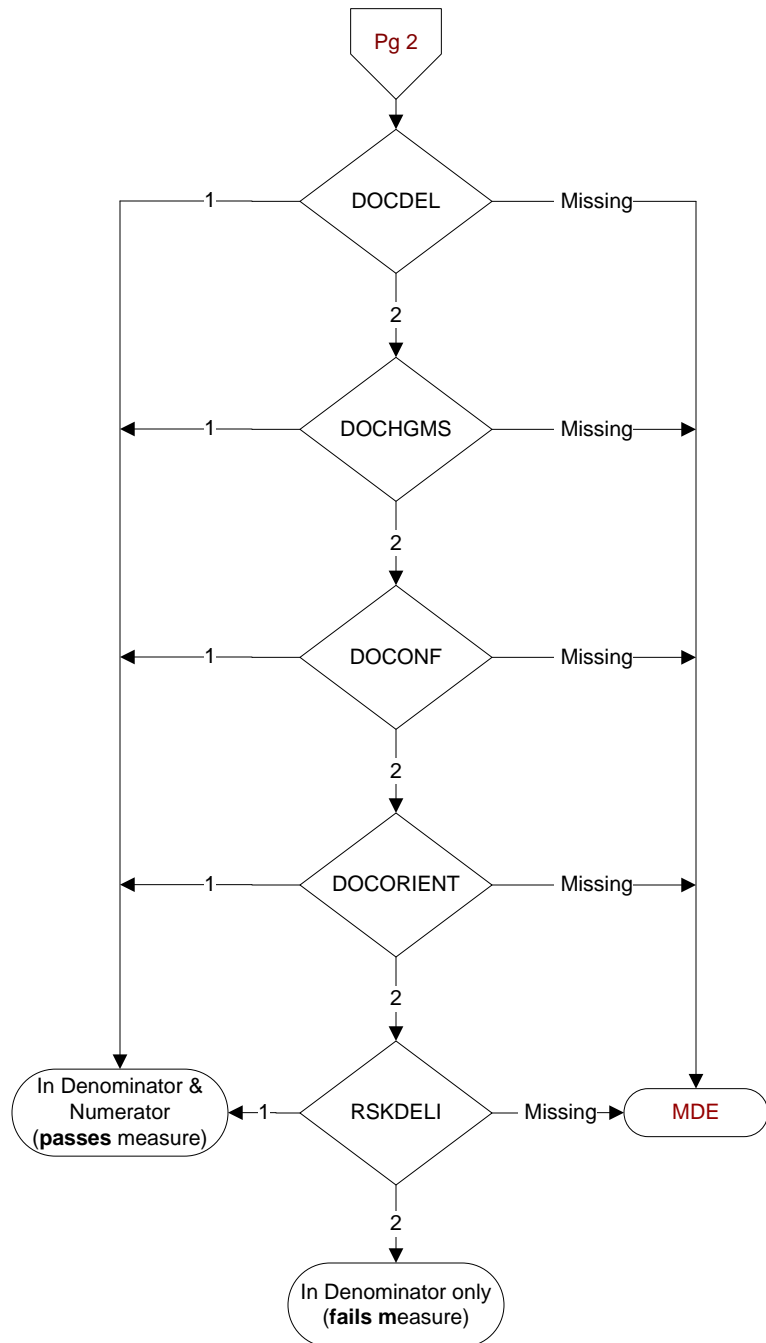 Pg 2
DOCDEL
1
Missing
2
DOCHGMS
1
Missing
2
DOCONF
1
Missing
2
DOCORIENT
1
Missing
2
In Denominator &
Numerator
(passes measure)
1
RSKDELI
Missing
MDE
2
In Denominator only
(fails measure)